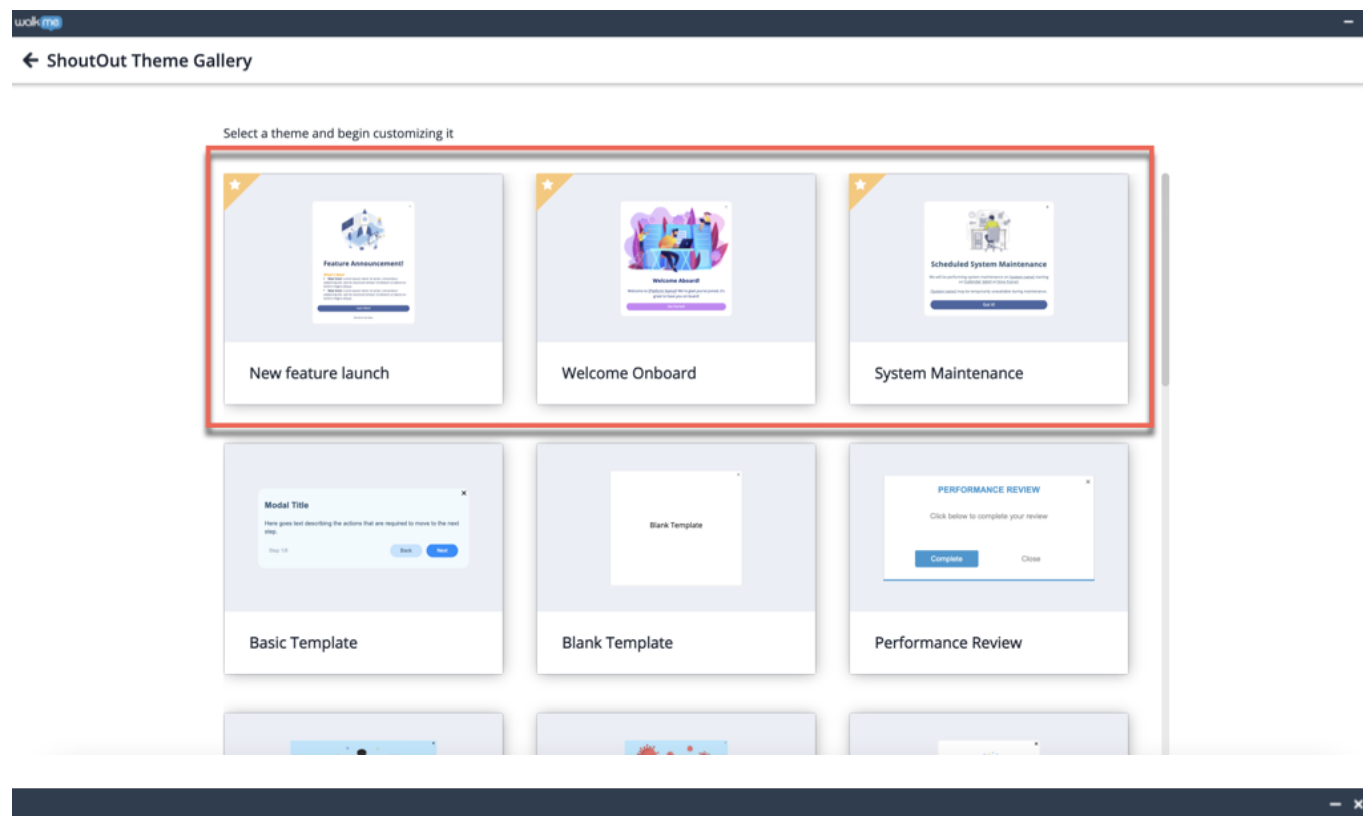 walkme
ShoutOut Theme Gallery
Select a theme and begin customizing it
Feature Announcement!
Welcome Aboard!
Scheduled System Maintenance
Got it!
New feature launch
Welcome Onboard
System Maintenance
Modal Title
Here goes text describing the actions that are required to move to the next
step.
Back
Next
Blank Template
PERFORMANCE REVIEW
Click below to complete your review
Complete
Close
Basic Template
Blank Template
Performance Review